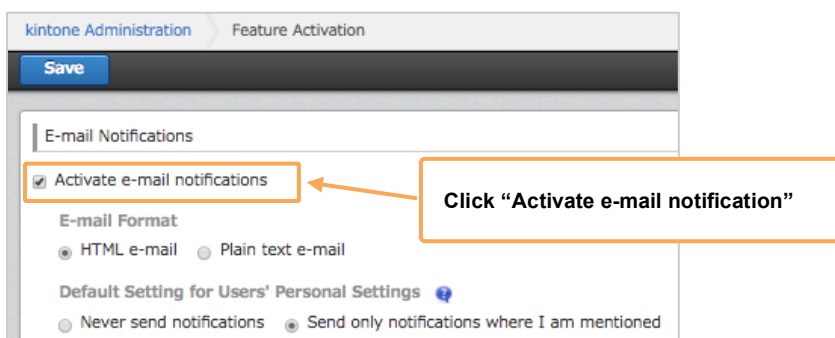 kintone Administration Feature Activation
Save
E-mail Notifications
Activate e-mail notifications
Click “Activate e-mail notification”
E-mail Format
HTML e-mail Plain text e-mail
Default Setting for Users' Personal Settings ?
Never send notifications Send only notifications where I am mentioned